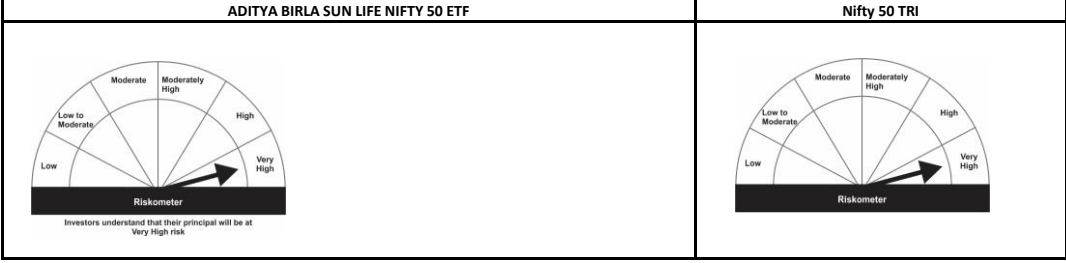 ADITYA BIRLA SUN LIFE NIFTY 50 ETF
Nifty 50 TRI
Moderate
Moderately
High
Low to
Moderate
High
Low
Very
High
Riskometer
Investors understand that their principal will be at
Very High risk
Moderate
Moderately
High
Low to
Moderate
High
Low
Very
High
Riskometer